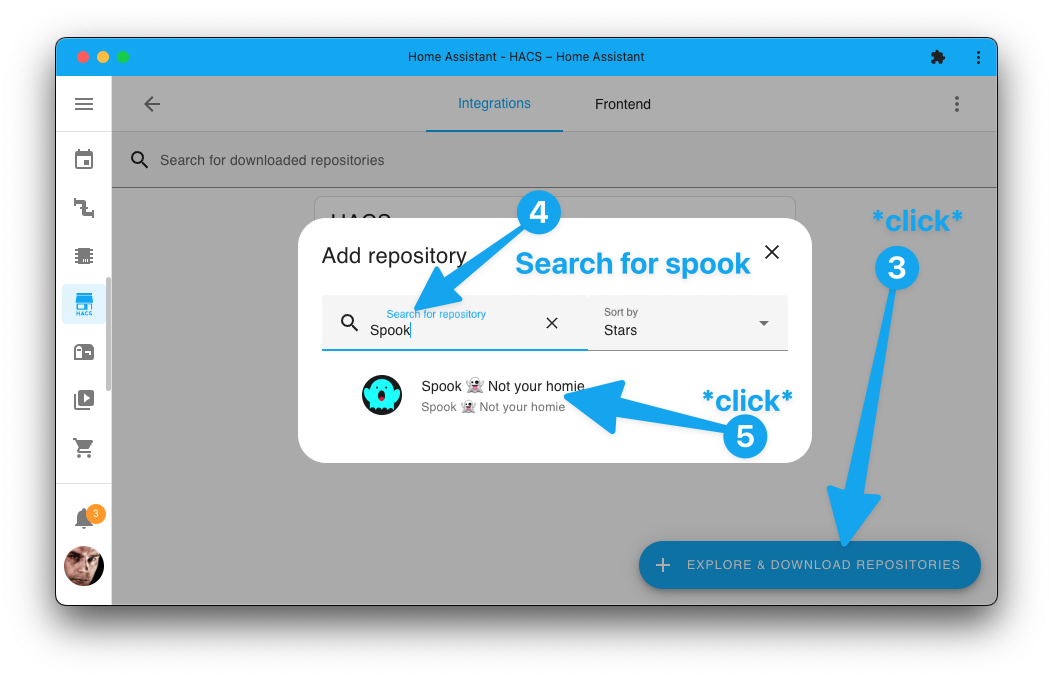 Home Assistant - HACS – Home Assistant
Integrations
Frontend
Search for downloaded repositories
HACS
*click*
3
4
Add repository
Search for spook
Search for repository
Spook
Sort by
Stars
Spook 👻 Not your homie
Spook 👻 Not your homie
*click*
5
HACS
3
EXPLORE & DOWNLOAD REPOSITORIES